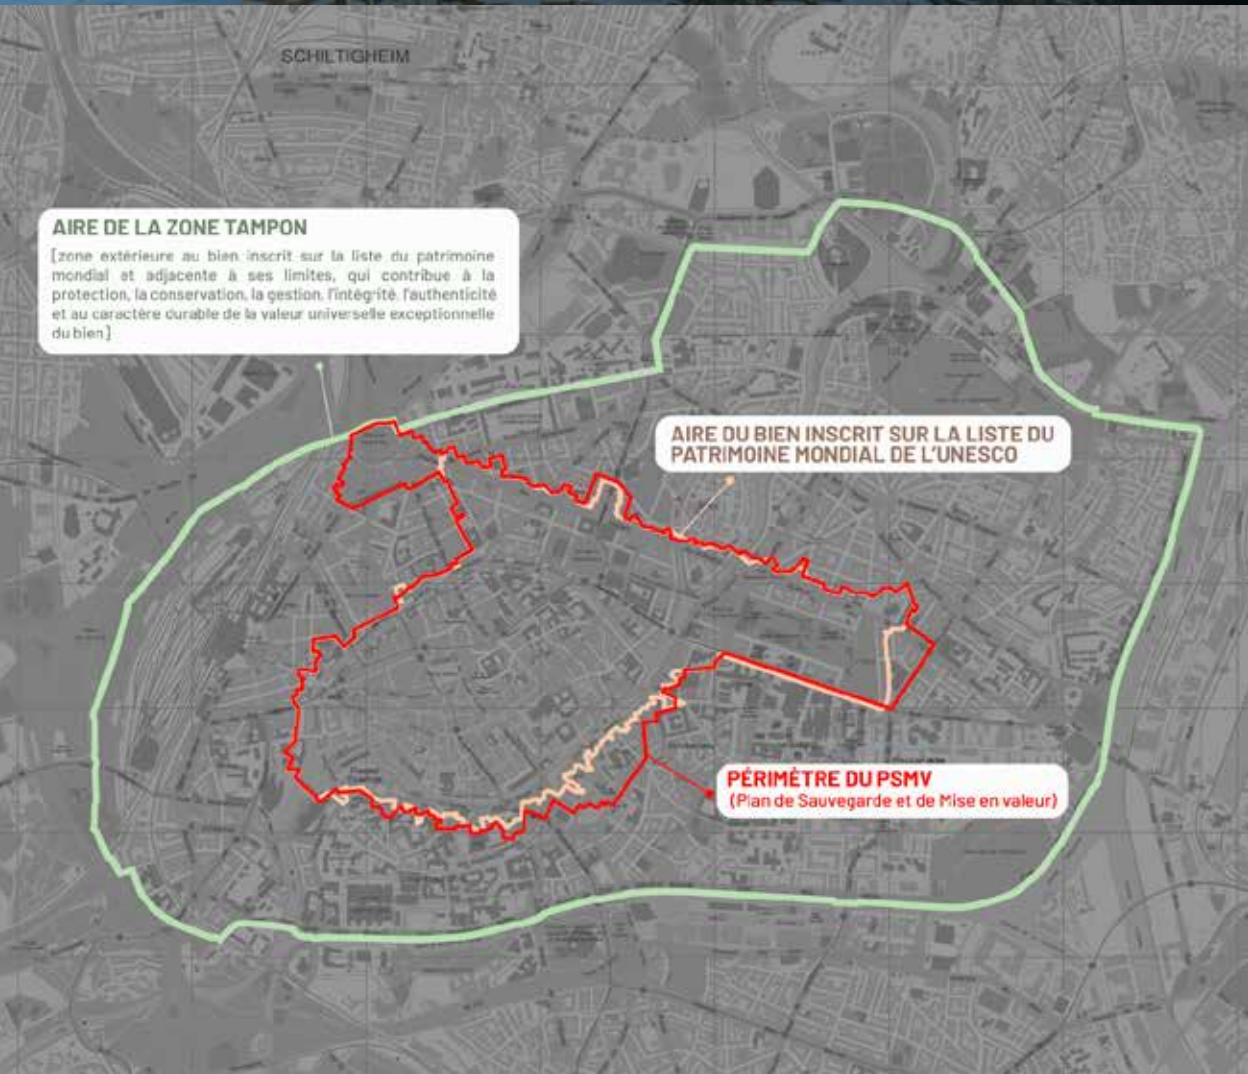 SCHILTIGHEIM
AIRE DE LA ZONE TAMPON
[zone extérieure au bien inscrit sur la liste du patrimoine
mondial et adjacente à ses limites, qui contribue à la
protection, la conservation, la gestion, l'intégrité, l'authenticité
et au caractère durable de la valeur universelle exceptionnelle
du bien]
AIRE DU BIEN INSCRIT SUR LA LISTE DU
PATRIMOINE MONDIAL DE L'UNESCO
PÉRIMÈTRE DU PSMV
(Plan de Sauvegarde et de Mise en valeur)